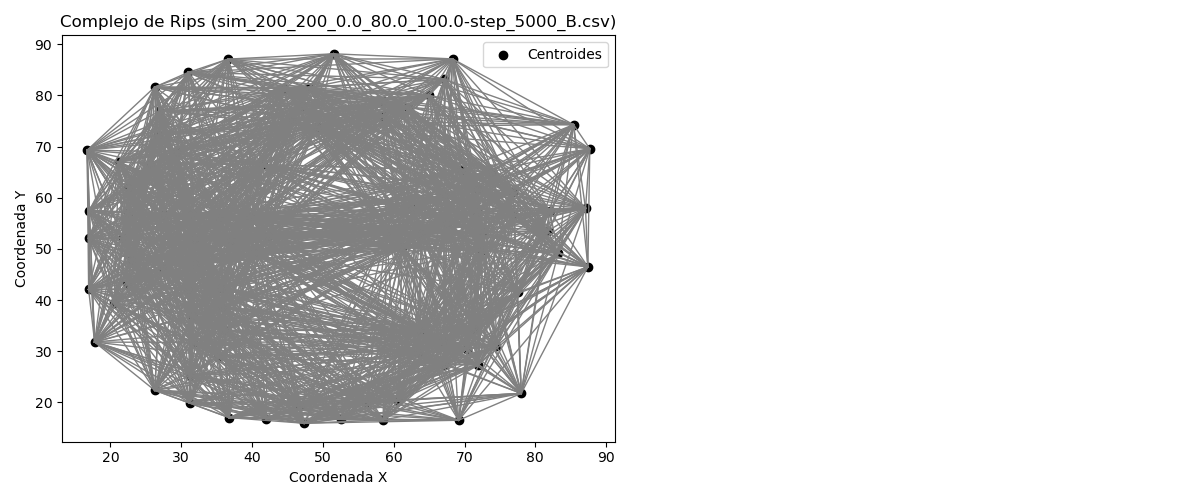 Complejo de Rips (sim_200_200_0.0_80.0_100.0-step_5000_B.csv)
Centroides
90
80
70
60
50
40
30
20
Coordenada Y
20 30 40 50 60 70 80 90
Coordenada X